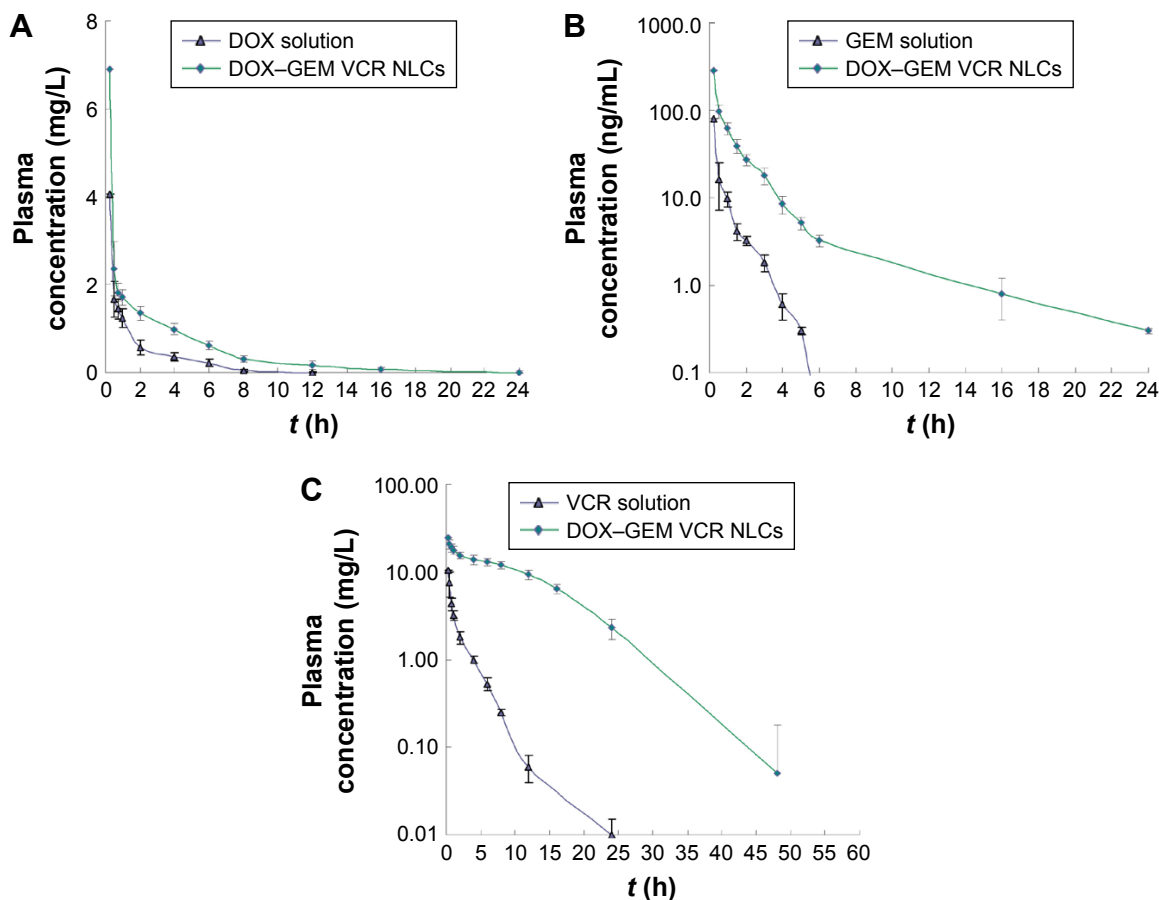 A
DOX solution
DOX–GEM VCR NLCs
Plasma
concentration (mg/L)
8
6
4
2
0
0 2 4 6 8 10 12 14 16 18 20 22 24
t (h)
B
GEM solution
DOX–GEM VCR NLCs
Plasma
concentration (ng/mL)
1000.0
100.0
10.0
1.0
0.1
0 2 4 6 8 10 12 14 16 18 20 22 24
t (h)
C
VCR solution
DOX–GEM VCR NLCs
Plasma
concentration (mg/L)
100.00
10.00
1.00
0.10
0.01
0 5 10 15 20 25 30 35 40 45 50 55 60
t (h)